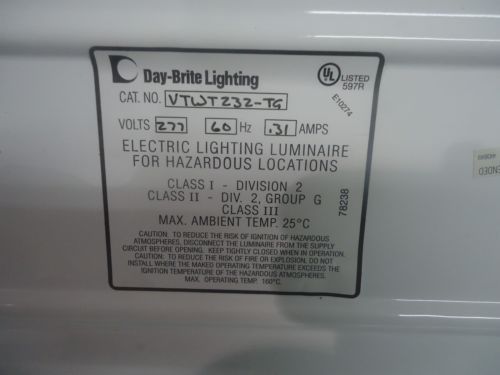 Day-Brite Lighting
UL
LISTED
597R
E10274
CAT. NO. VTWT232-TG
VOLTS 277 60 Hz .31 AMPS
ELECTRIC LIGHTING LUMINAIRE
FOR HAZARDOUS LOCATIONS
CLASS I - DIVISION 2
CLASS II - DIV. 2, GROUP G
CLASS III
MAX. AMBIENT TEMP. 25°C
78238
CAUTION: TO REDUCE THE RISK OF IGNITION OF HAZARDOUS
ATMOSPHERES, DISCONNECT THE LUMINAIRE FROM THE SUPPLY
CIRCUIT BEFORE OPENING. KEEP TIGHTLY CLOSED WHEN IN OPERATION.
CAUTION: TO REDUCE THE RISK OF FIRE OR EXPLOSION, DO NOT
INSTALL WHERE THE MAKED OPERATING TEMPERATURE EXCEEDS THE
IGNITION TEMPERATURE OF THE HAZARDOUS ATMOSPHERES.
MAX. OPERATING TEMP. 160°C.